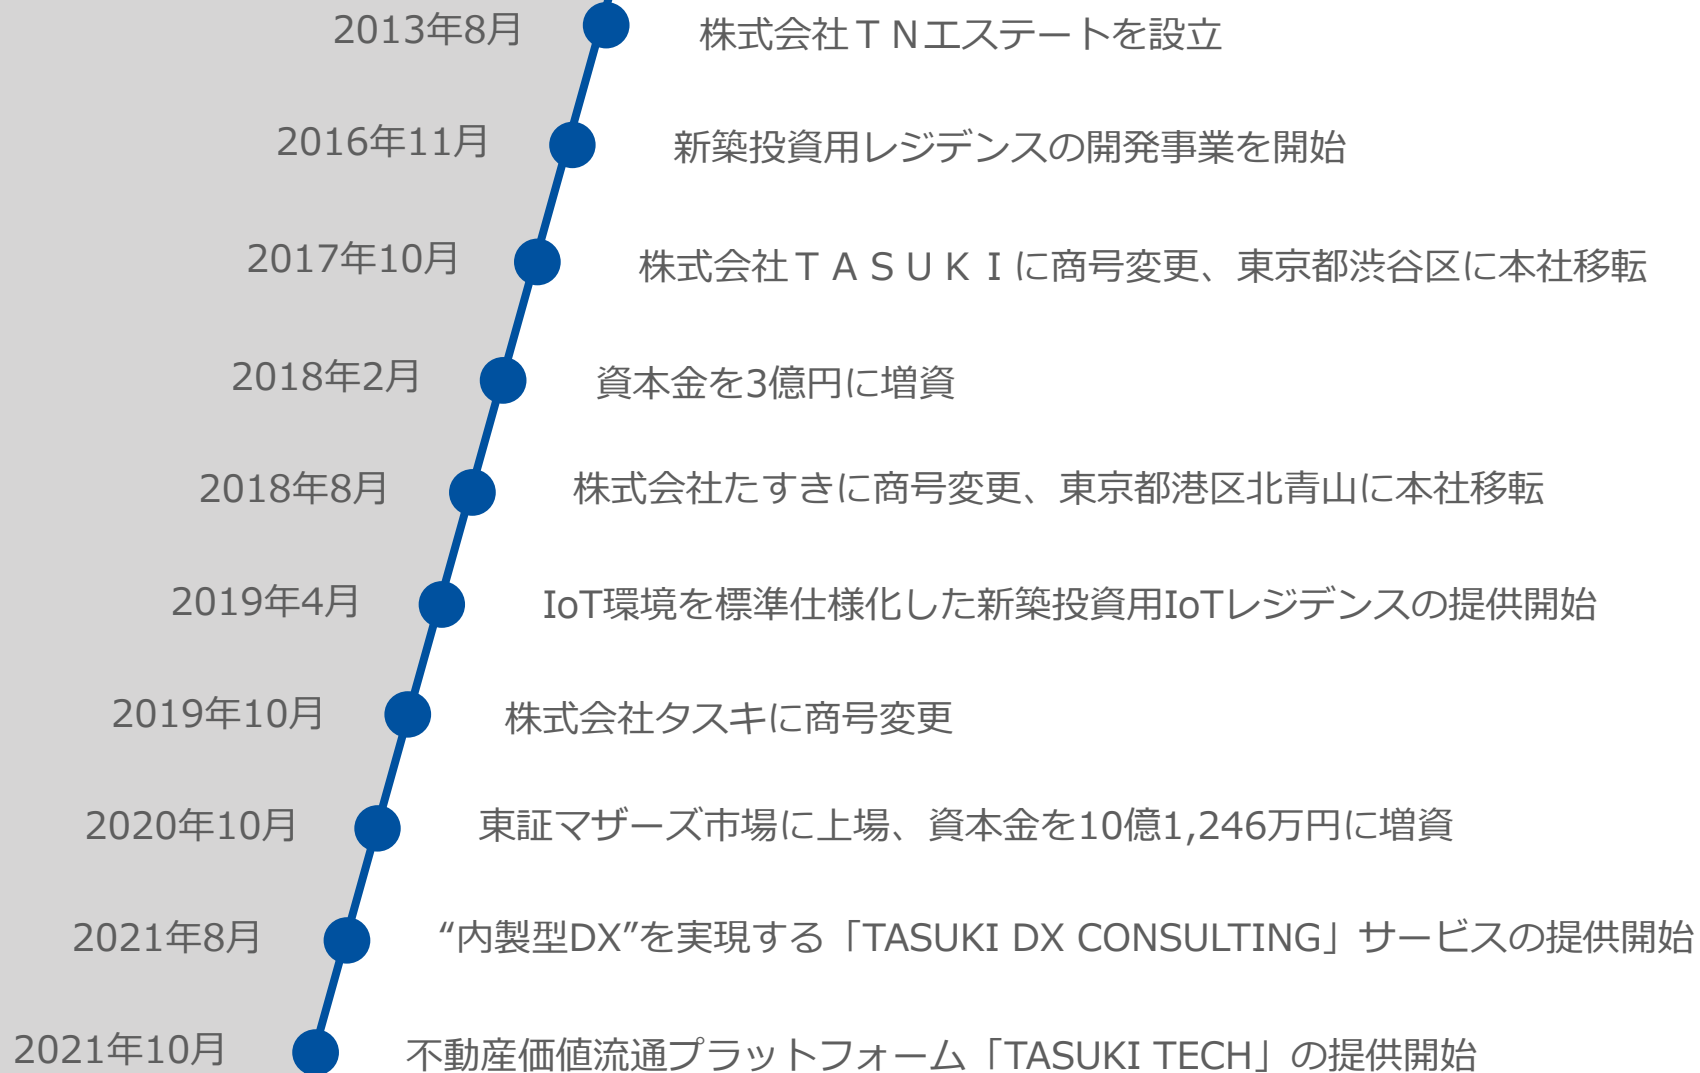 2013年8月 株式会社ＴＮエステートを設立
2016年11月 新築投資用レジデンスの開発事業を開始
2017年10月 株式会社ＴＡＳＵＫＩに商号変更、東京都渋谷区に本社移転
2018年2月 資本金を3億円に増資
2018年8月 株式会社たすきに商号変更、東京都港区北青山に本社移転
2019年4月 IoT環境を標準仕様化した新築投資用IoTレジデンスの提供開始
2019年10月 株式会社タスキに商号変更
2020年10月 東証マザーズ市場に上場、資本金を10億1,246万円に増資
2021年8月 “内製型DX”を実現する「TASUKI DX CONSULTING」サービスの提供開始
2021年10月 不動産価値流通プラットフォーム「TASUKI TECH」の提供開始